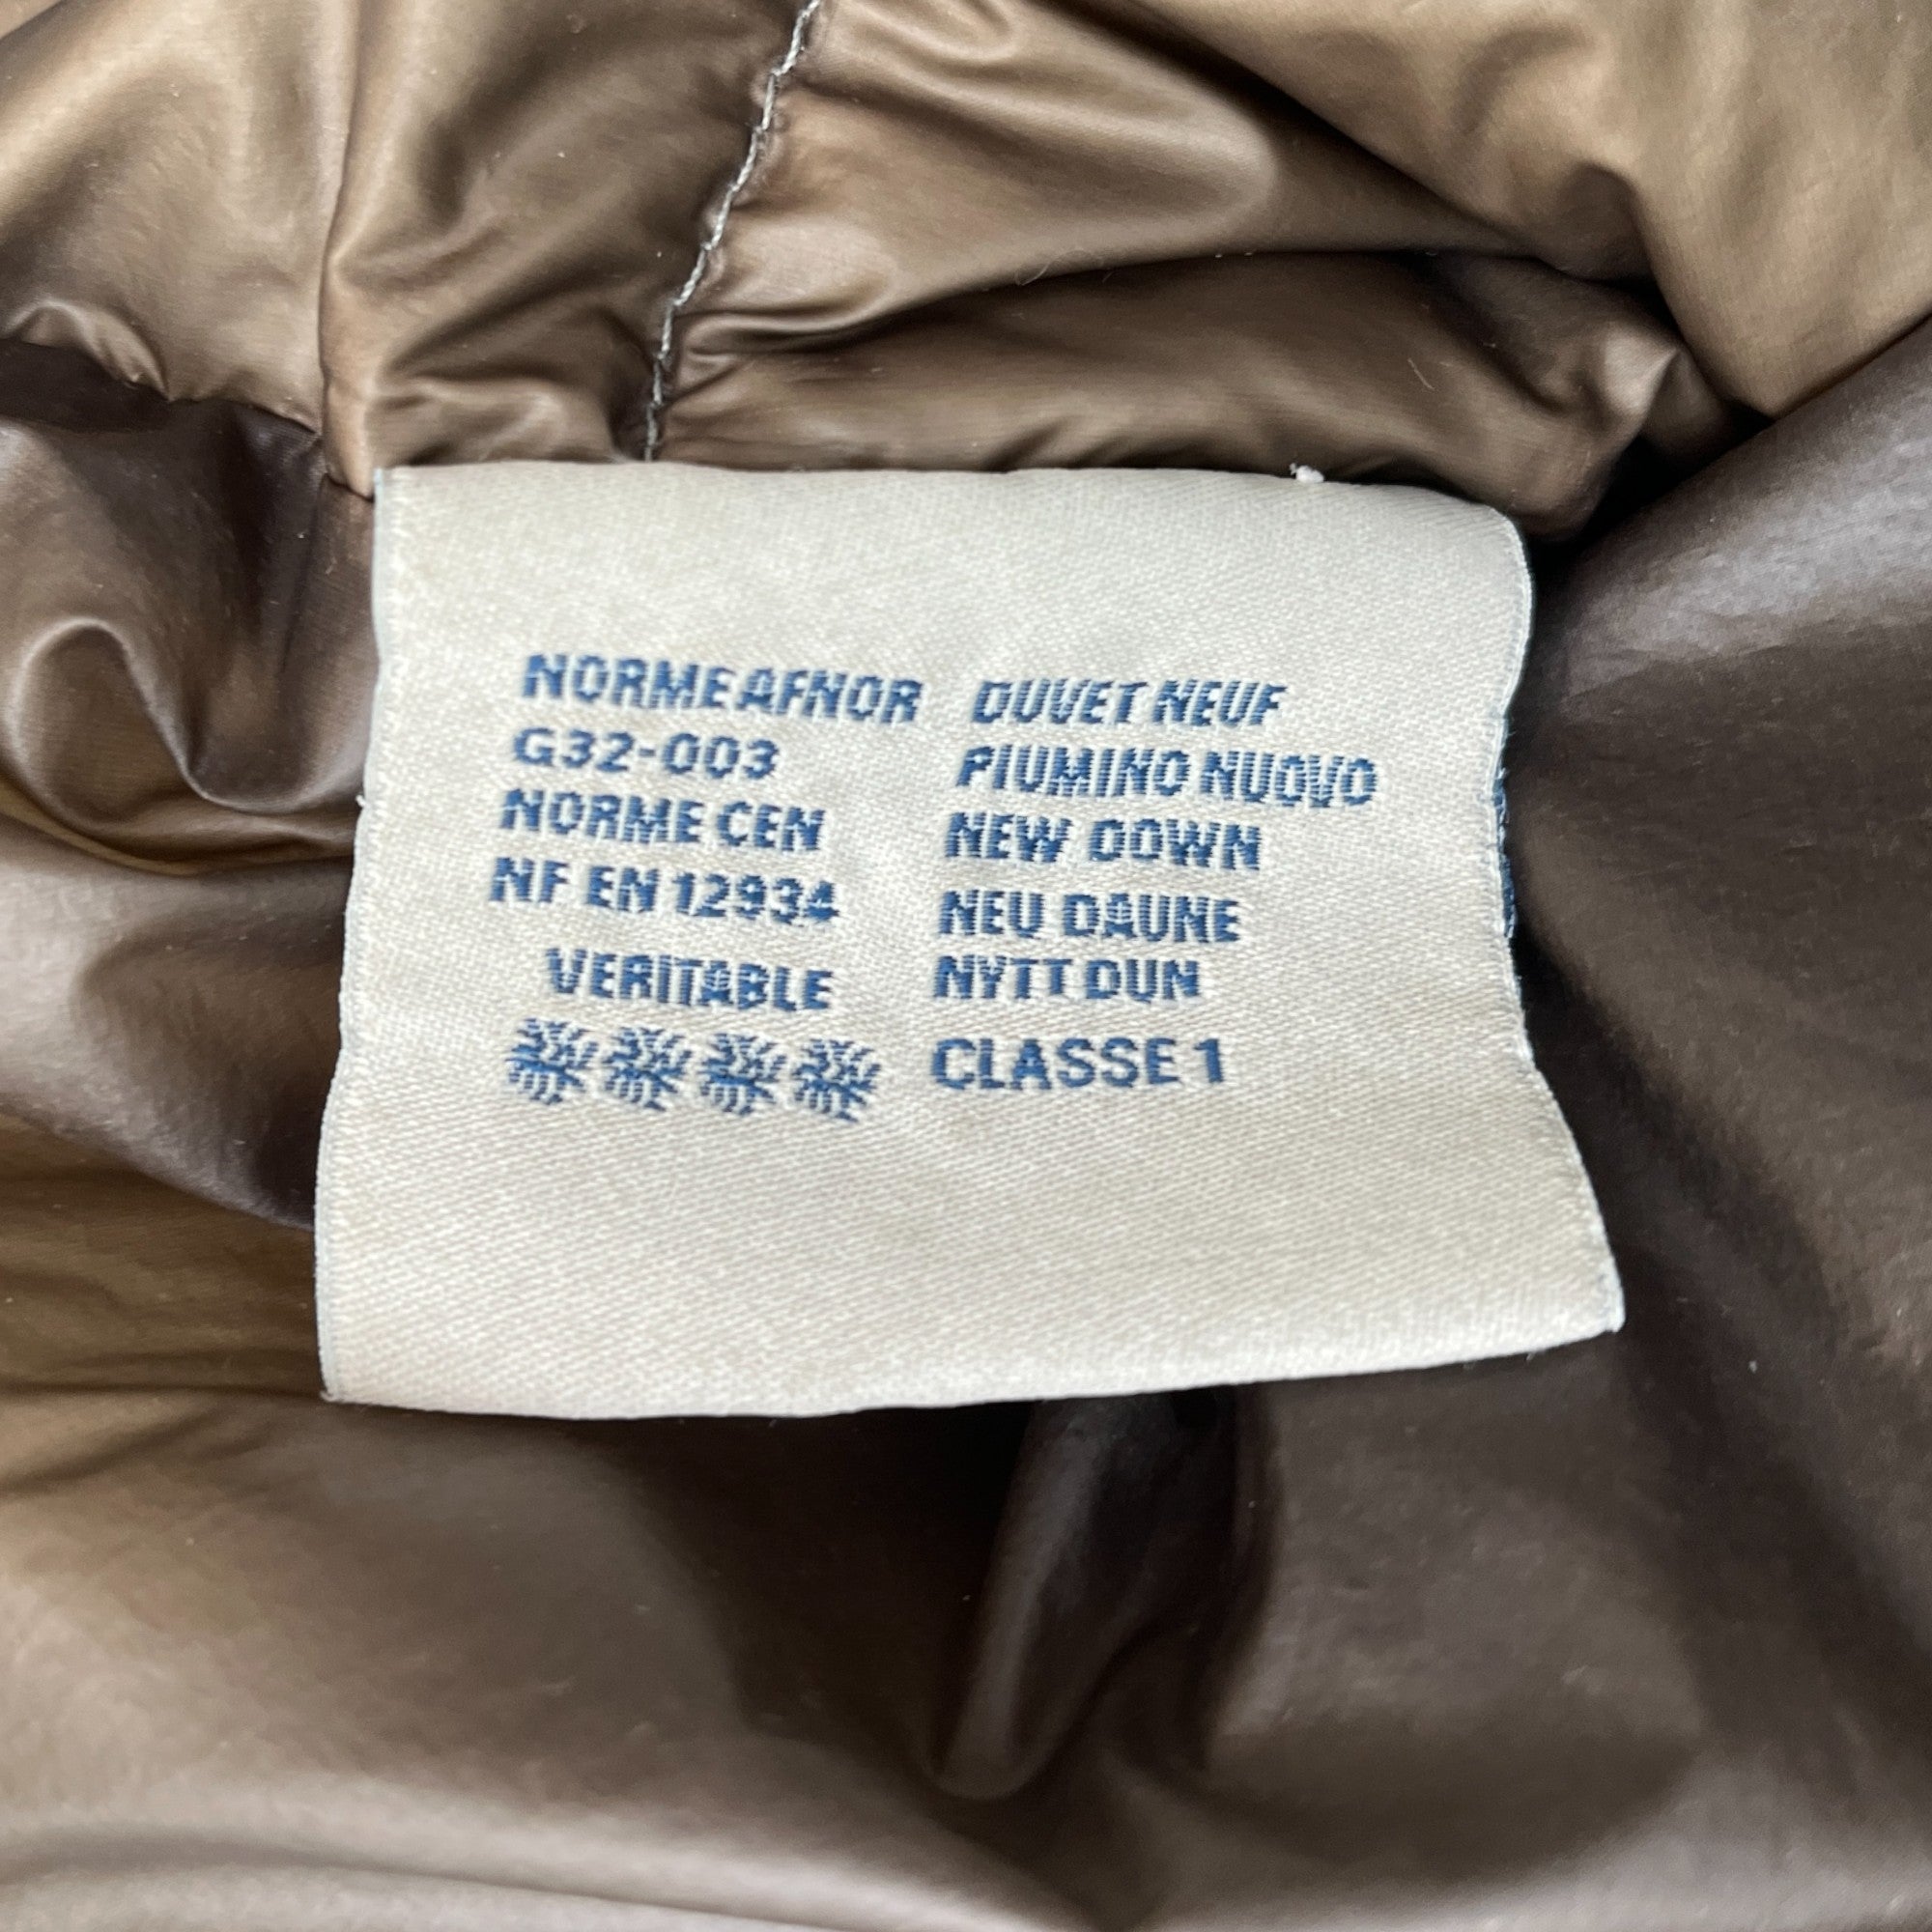 NORME AFNOR
G32-003
NORME CEN
NF EN 12934
VERITABLE
DUVET NEUF
PIUMINO NUOVO
NEW DOWN
NEU DAUNE
NYTT DUN
CLASSE 1